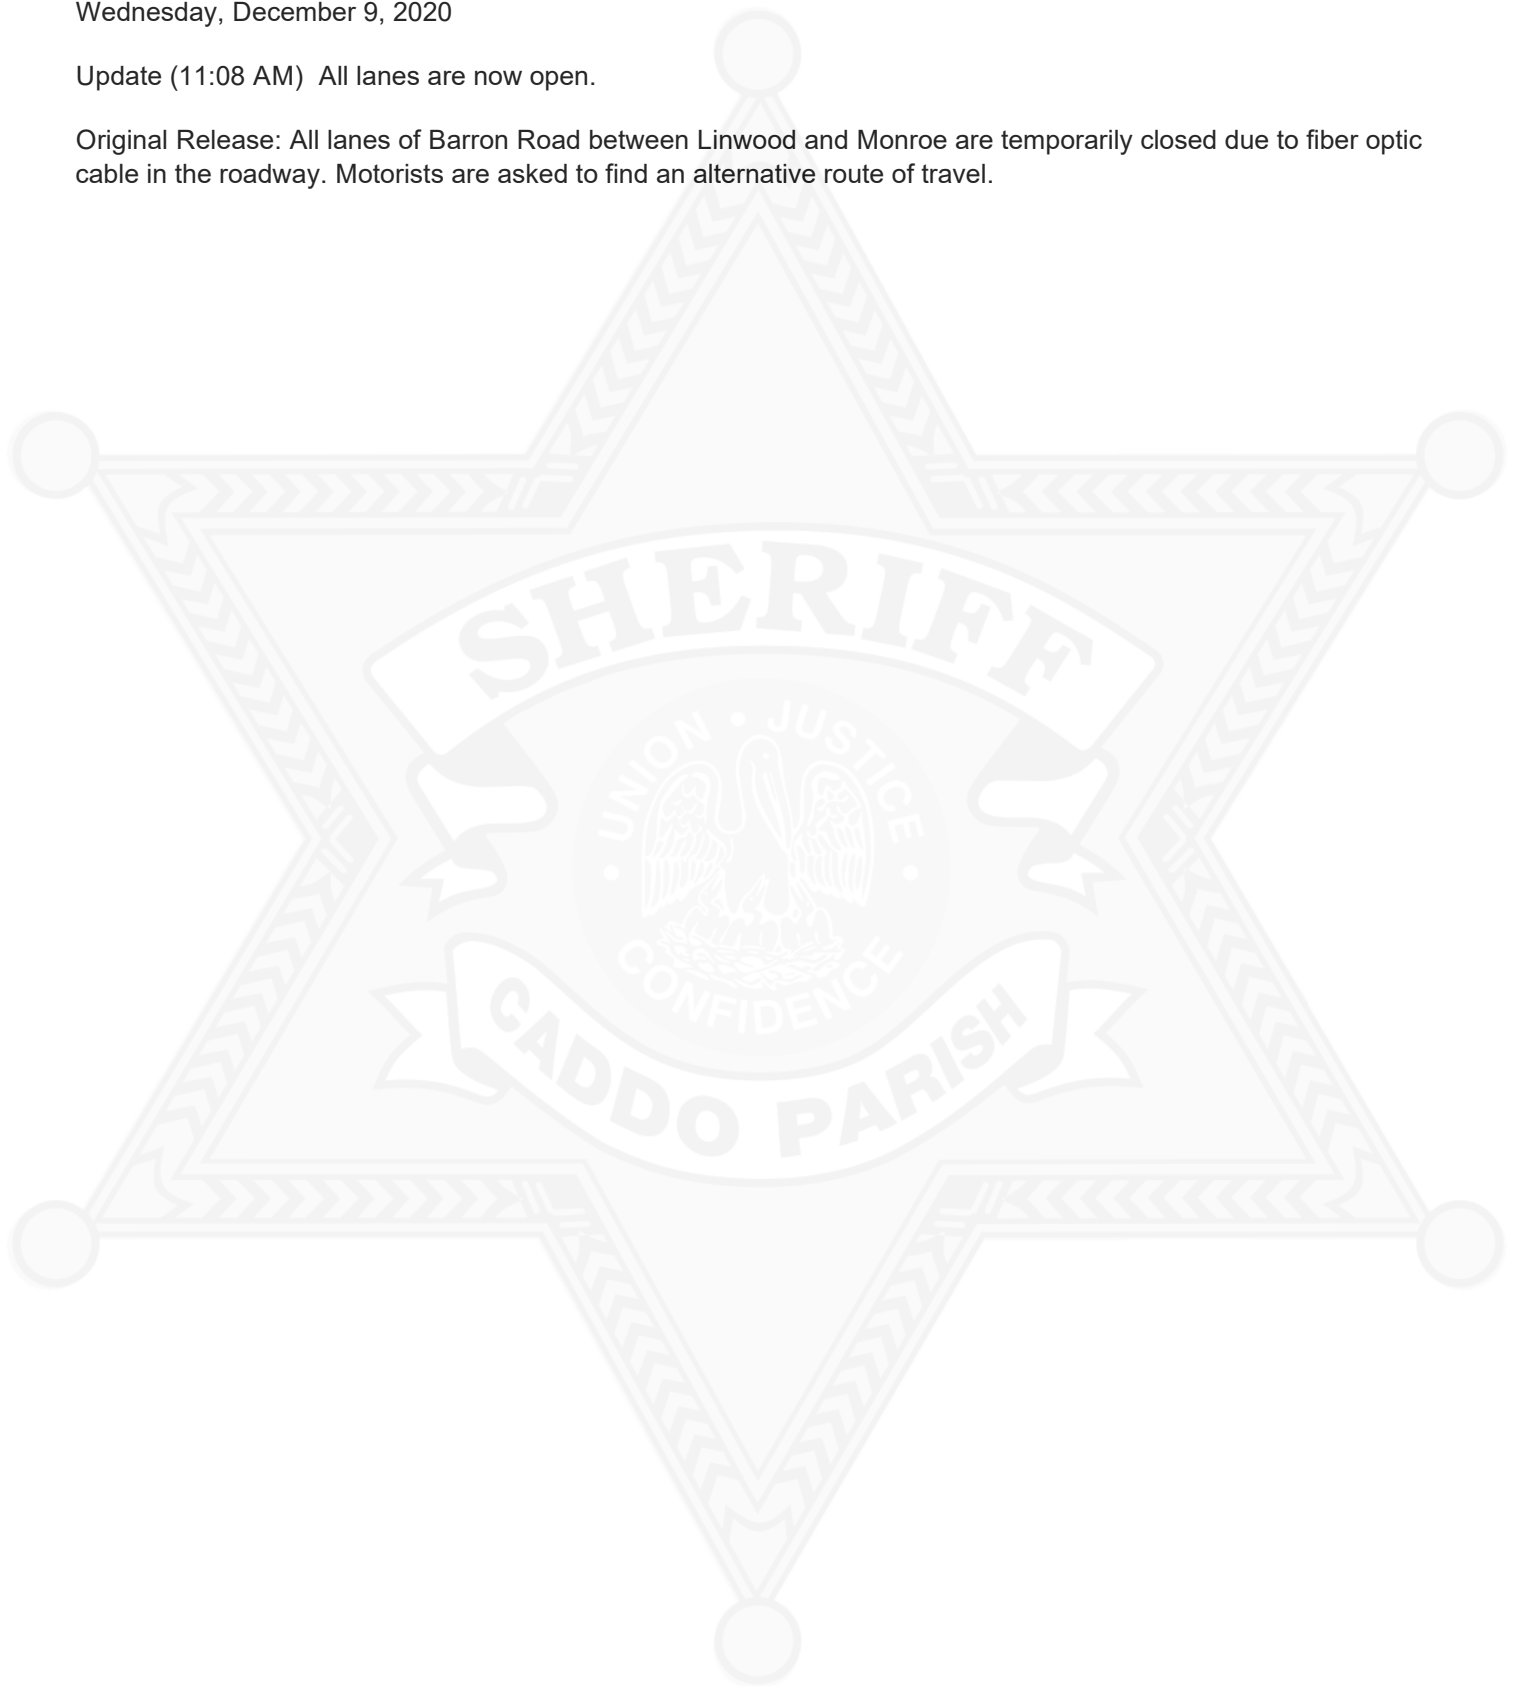 Wednesday, December 9, 2020
Update (11:08 AM)  All lanes are now open.
Original Release: All lanes of Barron Road between Linwood and Monroe are temporarily closed due to fiber optic
cable in the roadway. Motorists are asked to find an alternative route of travel.
SHERIFF
UNION • JUSTICE
• CONFIDENCE •
CADDO PARISH